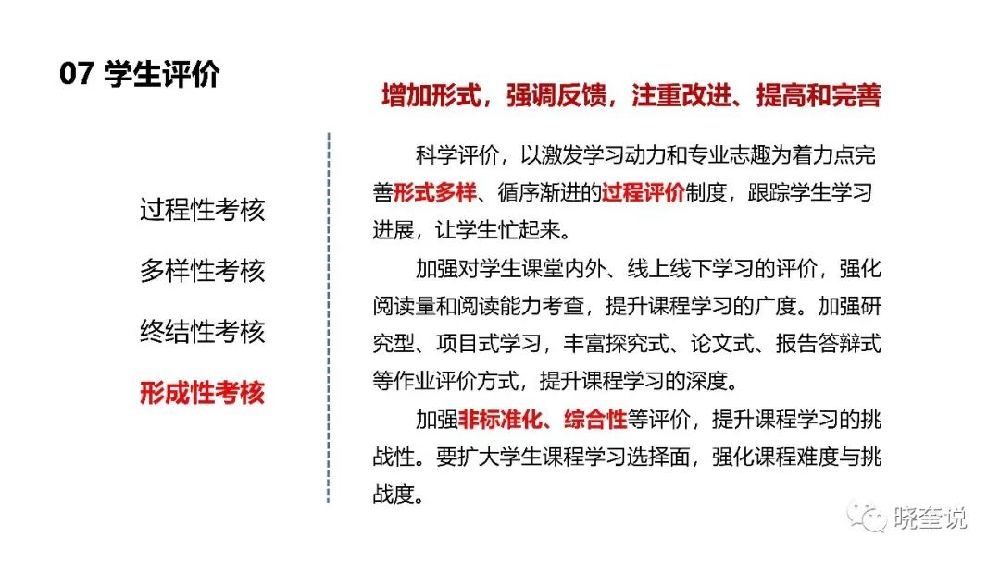 07 学生评价
过程性考核
多样性考核
终结性考核
形成性考核
增加形式，强调反馈，注重改进、提高和完善
科学评价，以激发学习动力和专业志趣为着力点完
善形式多样、循序渐进的过程评价制度，跟踪学生学习
进展，让学生忙起来。
加强对学生课堂内外、线上线下学习的评价，强化
阅读量和阅读能力考查，提升课程学习的广度。加强研
究型、项目式学习，丰富探究式、论文式、报告答辩式
等作业评价方式，提升课程学习的深度。
加强非标准化、综合性等评价，提升课程学习的挑
战性。要扩大学生课程学习选择面，强化课程难度与挑
战度。
晓奎说